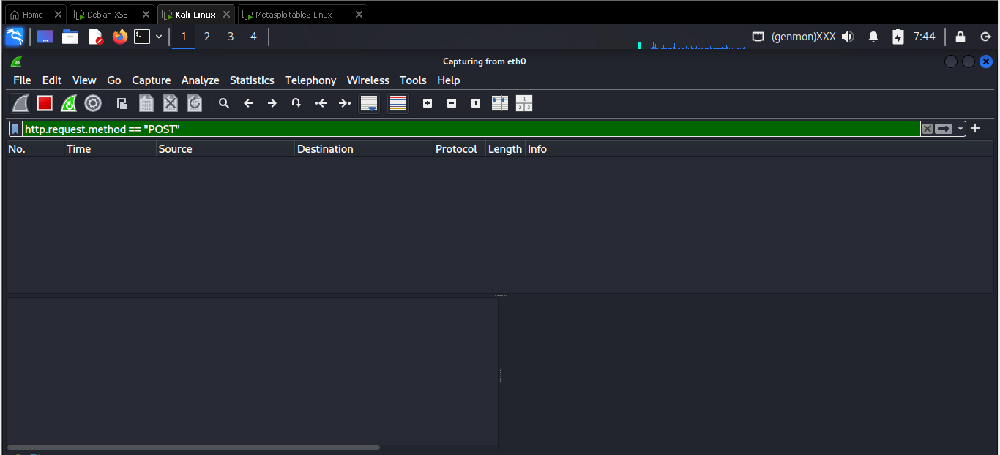 Home Debian-XSS Kali-Linux Metasploitable2-Linux
1 2 3 4 (genmon)XXX 7:44
Capturing from eth0
File Edit View Go Capture Analyze Statistics Telephony Wireless Tools Help
http.request.method == "POST"
No. Time Source Destination Protocol Length Info